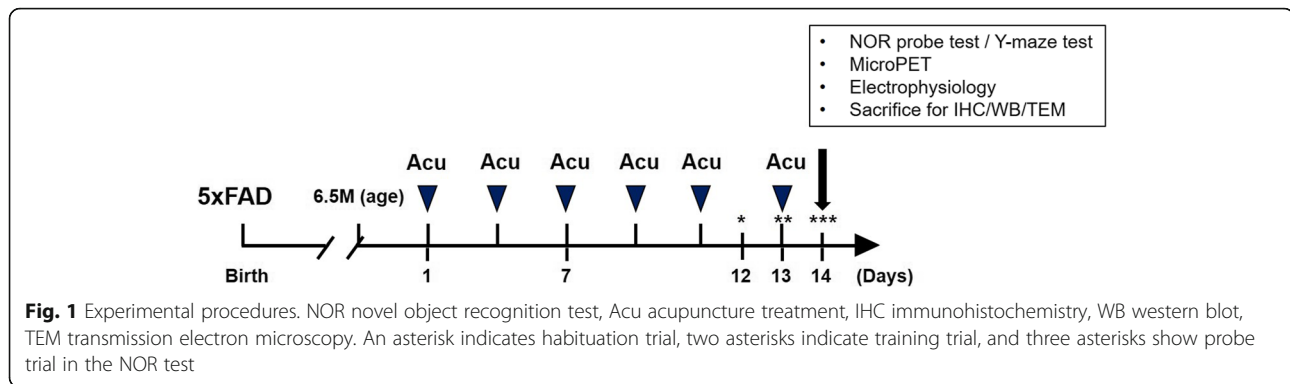 • NOR probe test / Y-maze test
• MicroPET
• Electrophysiology
• Sacrifice for IHC/WB/TEM
Acu Acu Acu Acu Acu Acu
5xFAD 6.5M (age)
* ** ***
Birth 1 7 12 13 14 (Days)
Fig. 1 Experimental procedures. NOR novel object recognition test, Acu acupuncture treatment, IHC immunohistochemistry, WB western blot,
TEM transmission electron microscopy. An asterisk indicates habituation trial, two asterisks indicate training trial, and three asterisks show probe
trial in the NOR test